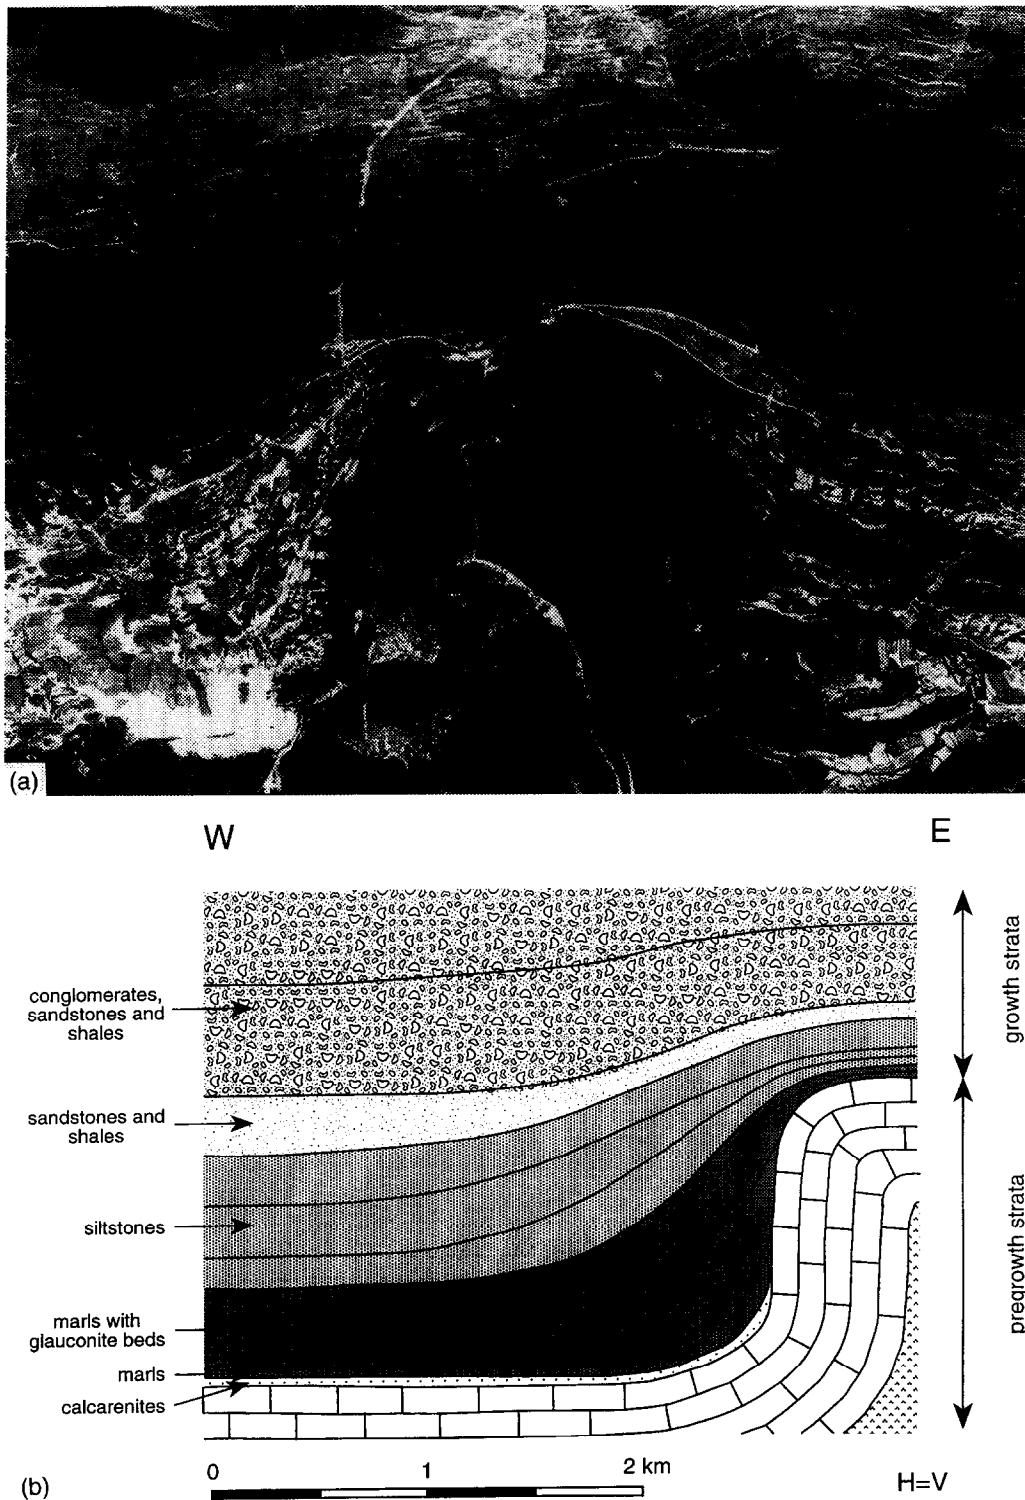 (a)
W
E
conglomerates,
sandstones and
shales
sandstones and
shales
siltstones
marls with
glauconite beds
marls
calcarenites
growth strata
pregrowth strata
(b)
0
1
2 km
H=V